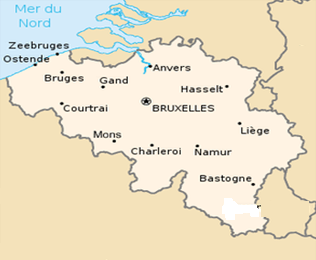 Mer du
Nord
Zeebruges
Ostende
Bruges
Gand
Anvers
Hasselt
Courtrai
BRUXELLES
Liège
Mons
Charleroi
Namur
Bastogne